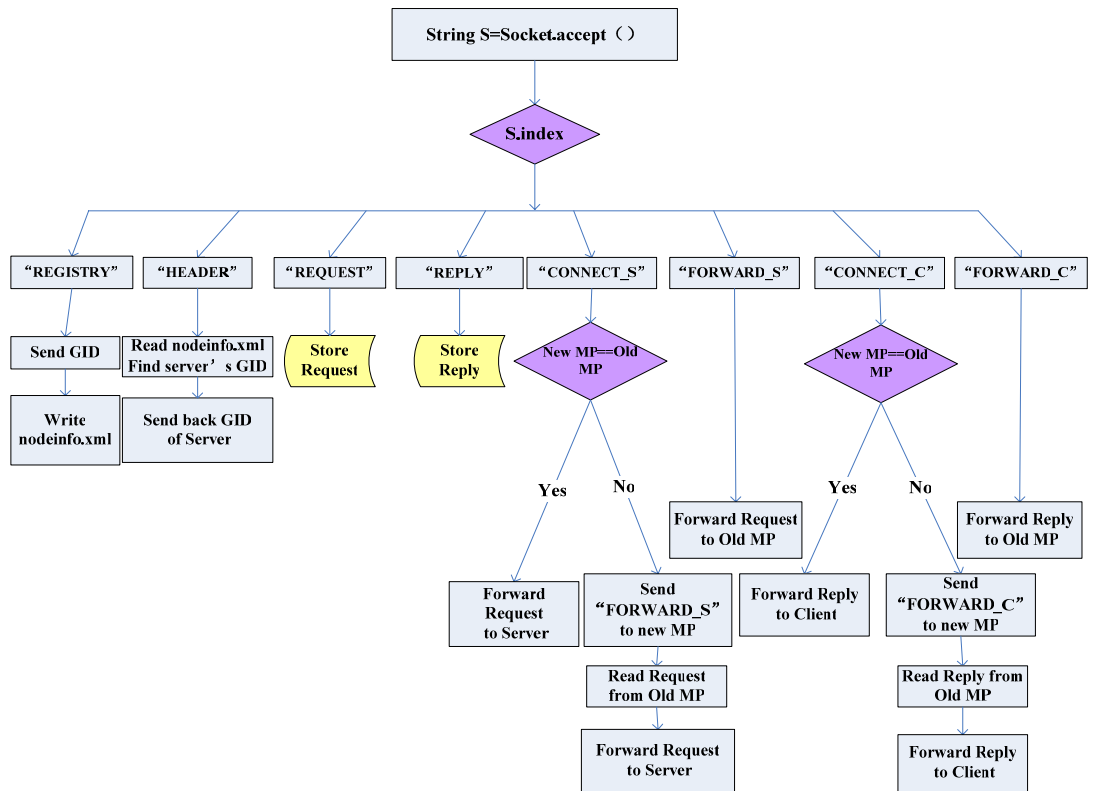 String S=Socket.accept（）
S.index
“REGISTRY”
“HEADER”
“REQUEST”
“REPLY”
“CONNECT_S”
“FORWARD_S”
“CONNECT_C”
“FORWARD_C”
Send GID
Read nodeinfo.xml
Find server’s GID
Store
Request
Store
Reply
New MP==Old
MP
New MP==Old
MP
Write
nodeinfo.xml
Send back GID
of Server
Yes
No
Yes
No
Forward Request
to Old MP
Forward Reply
to Old MP
Forward
Request
to Server
Send
“FORWARD_S”
to new MP
Forward Reply
to Client
Send
“FORWARD_C”
to new MP
Read Request
from Old MP
Read Reply from
Old MP
Forward Request
to Server
Forward Reply
to Client